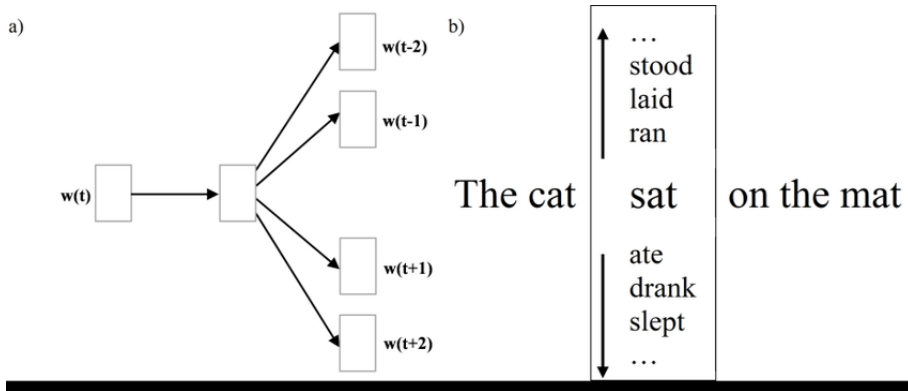 a)
w(t-2)
w(t-1)
w(t)
w(t+1)
w(t+2)
b)
…
stood
laid
ran
The cat sat on the mat
ate
drank
slept
…